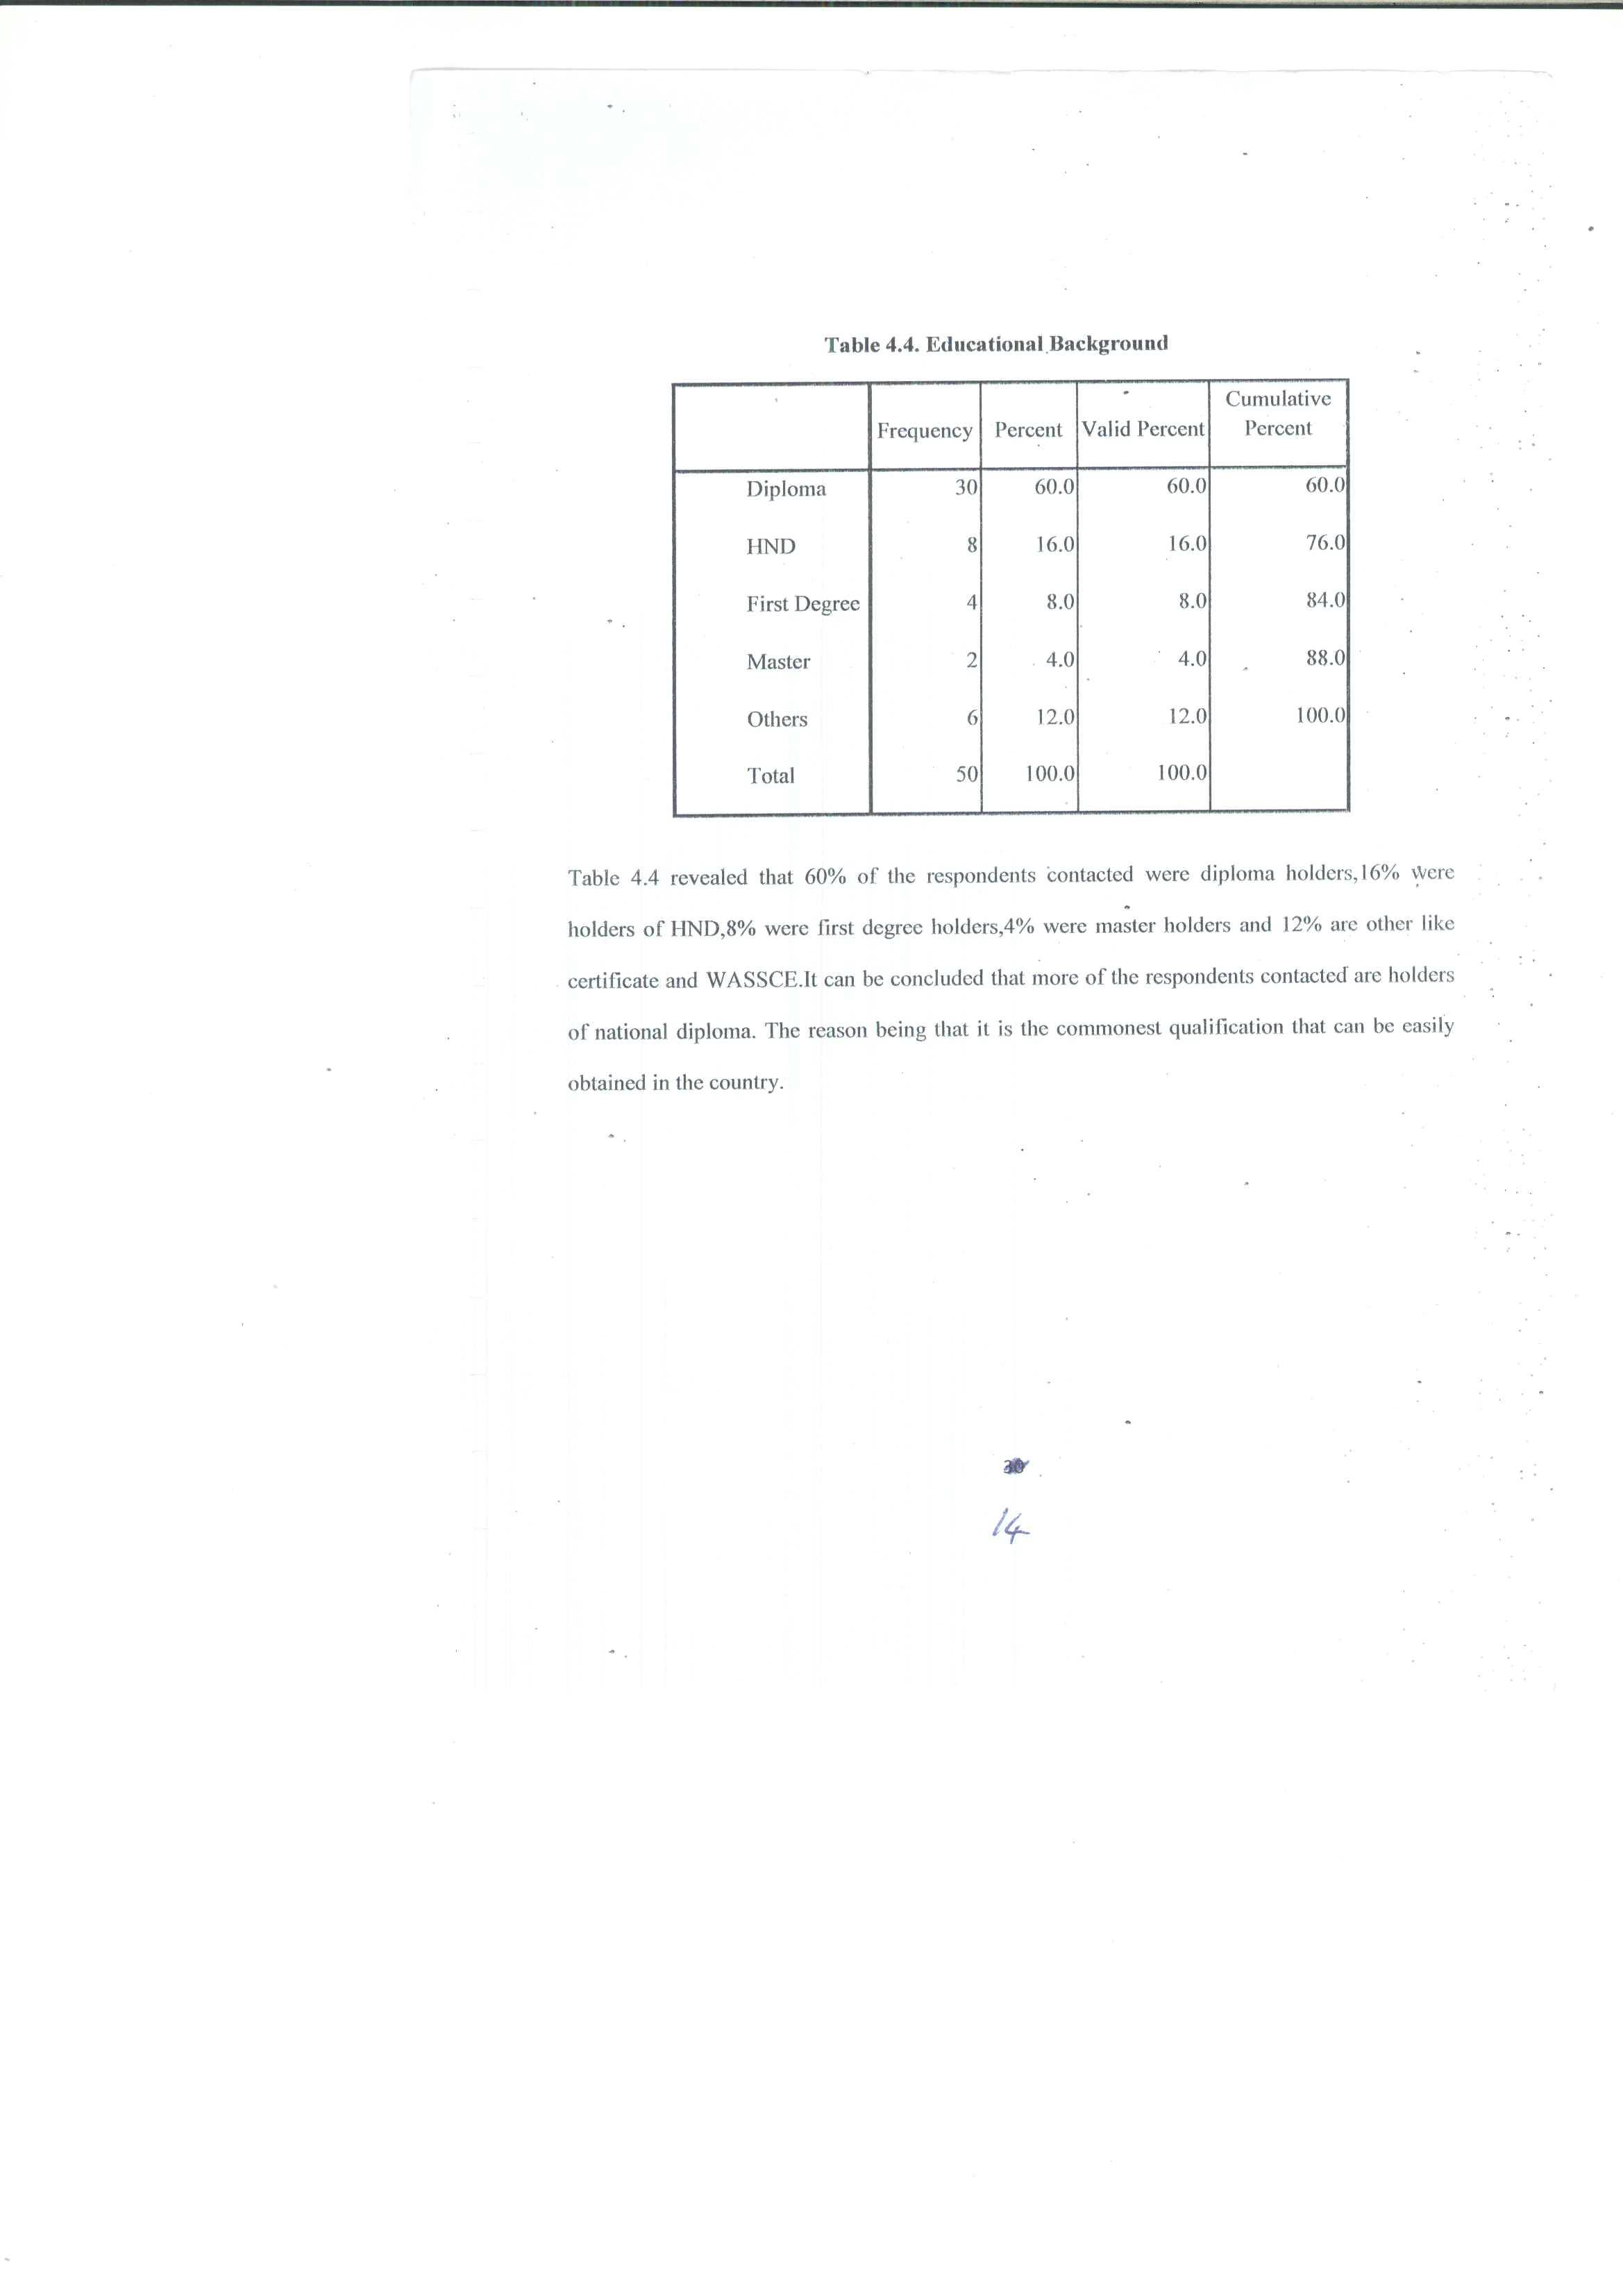 Table 4.4. Educational Background
Frequency Percent Valid Percent Cumulative Percent
Diploma 30 60.0 60.0 60.0
HND 8 16.0 16.0 76.0
First Degree 4 8.0 8.0 84.0
Master 2 4.0 4.0 88.0
Others 6 12.0 12.0 100.0
Total 50 100.0 100.0
Table 4.4 revealed that 60% of the respondents contacted were diploma holders,16% were
holders of HND,8% were first degree holders,4% were master holders and 12% are other like
certificate and WASSCE.It can be concluded that more of the respondents contacted are holders
of national diploma. The reason being that it is the commonest qualification that can be easily
obtained in the country.
14